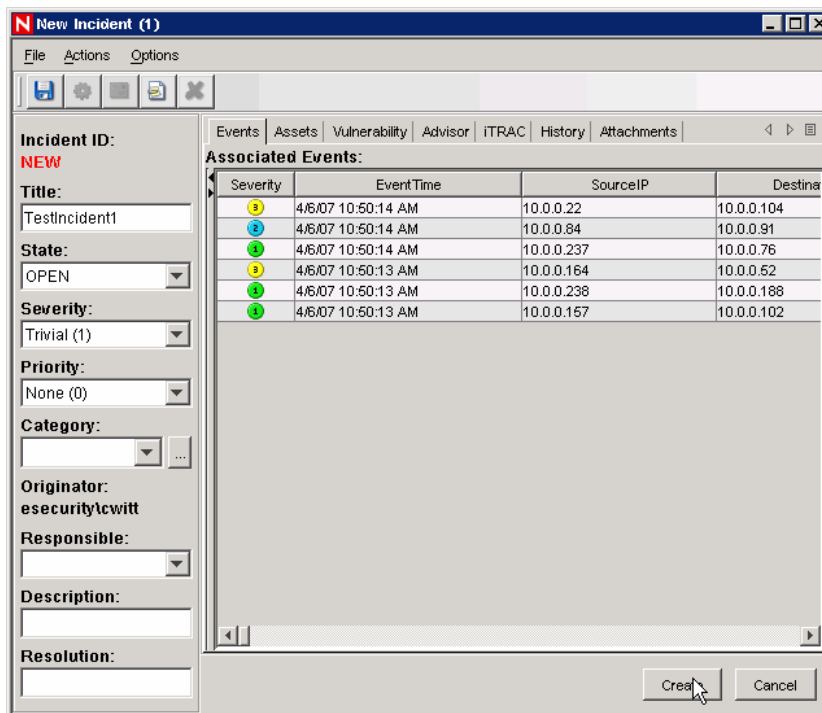 N New Incident (1)
File Actions Options
Incident ID:
NEW
Title:
TestIncident1
State:
OPEN
Severity:
Trivial (1)
Priority:
None (0)
Category:
...
Originator:
esecurity\cwitt
Responsible:
Description:
Resolution:
Events Assets Vulnerability Advisor iTRAC History Attachments
Associated Events:
Severity EventTime SourceIP Destina
3 4/6/07 10:50:14 AM 10.0.0.22 10.0.0.104
2 4/6/07 10:50:14 AM 10.0.0.84 10.0.0.91
1 4/6/07 10:50:14 AM 10.0.0.237 10.0.0.76
3 4/6/07 10:50:13 AM 10.0.0.164 10.0.0.52
1 4/6/07 10:50:13 AM 10.0.0.238 10.0.0.188
1 4/6/07 10:50:13 AM 10.0.0.157 10.0.0.102
Create Cancel